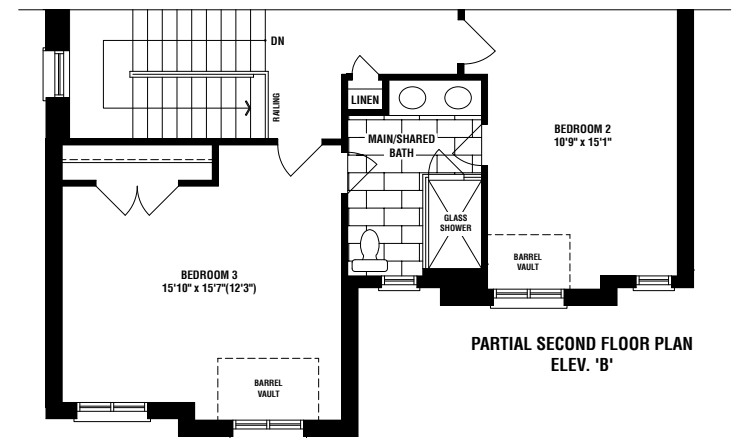 DN
RAILING
LINEN
MAIN/SHARED
BATH
BEDROOM 2
10'9" x 15'1"
GLASS
SHOWER
BARREL
VAULT
BEDROOM 3
15'10" x 15'7"(12'3")
BARREL
VAULT
PARTIAL SECOND FLOOR PLAN
ELEV. 'B'